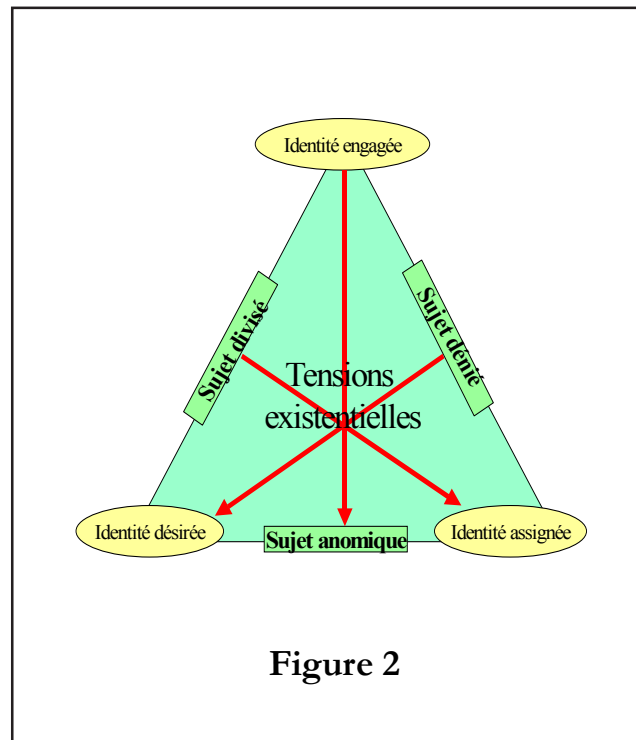 Identité engagée
Sujet divisé
Sujet dénié
Tensions
existentielles
Identité désirée
Sujet anomique
Identité assignée
Figure 2